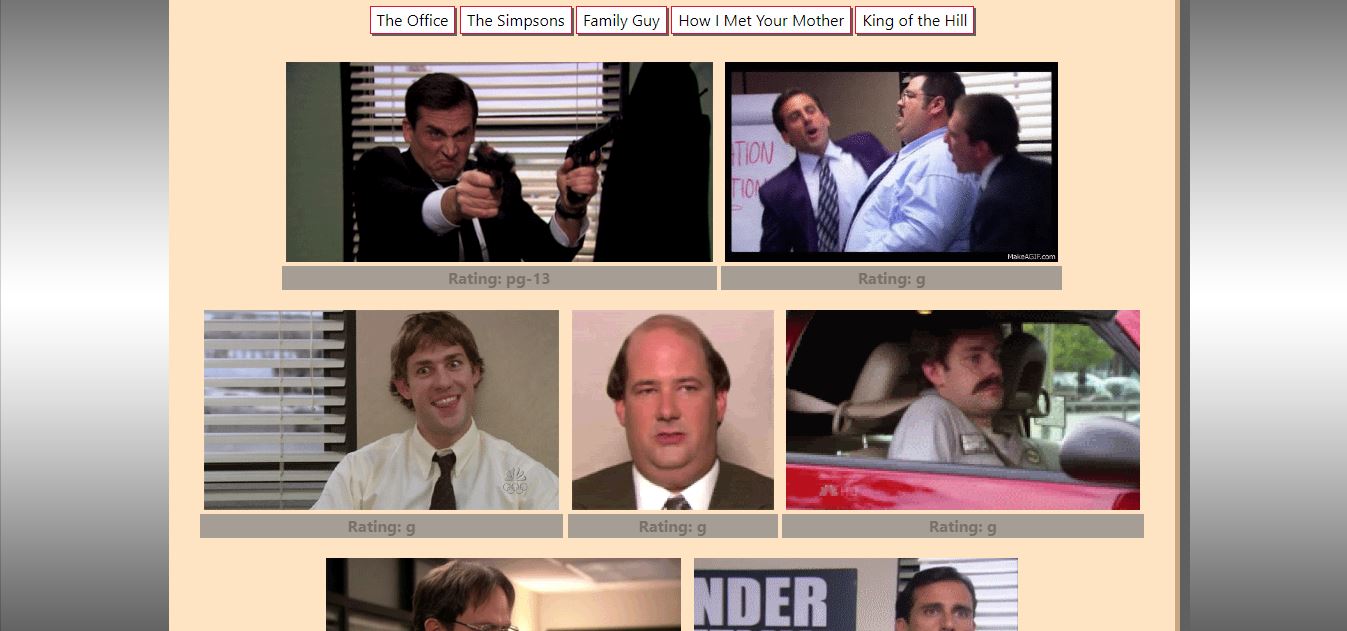 The Office
The Simpsons
Family Guy
How I Met Your Mother
King of the Hill
TION
TION
MakeAGIF.com
Rating: pg-13
Rating: g
Rating: g
Rating: g
Rating: g
NDER